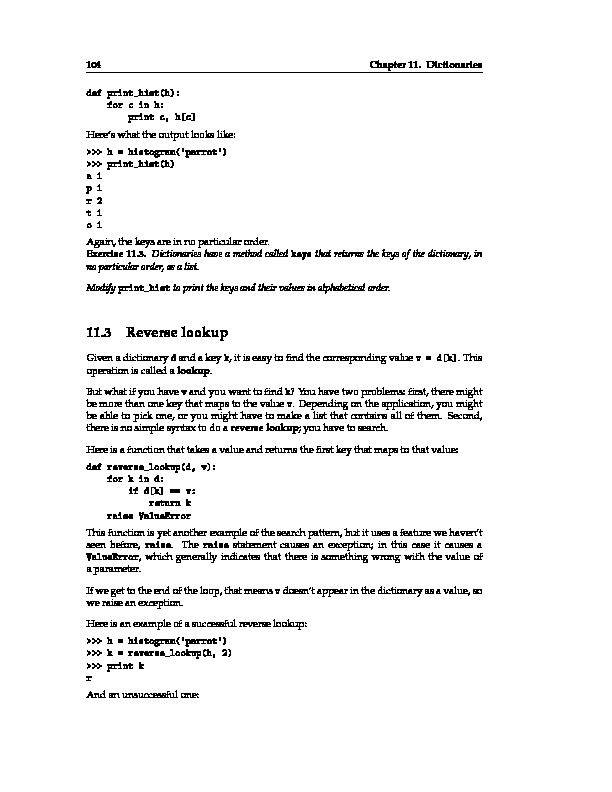 104 Chapter 11. Dictionaries
def print_hist(h):
    for c in h:
        print c, h[c]
Here's what the output looks like:
>>> h = histogram('parrot')
>>> print_hist(h)
a 1
p 1
r 2
t 1
o 1
Again, the keys are in no particular order.
Exercise 11.3. Dictionaries have a method called keys that returns the keys of the dictionary, in
no particular order, as a list.
Modify print_hist to print the keys and their values in alphabetical order.
11.3 Reverse lookup
Given a dictionary d and a key k, it is easy to find the corresponding value v = d[k]. This
operation is called a lookup.
But what if you have v and you want to find k? You have two problems: first, there might
be more than one key that maps to the value v. Depending on the application, you might
be able to pick one, or you might have to make a list that contains all of them. Second,
there is no simple syntax to do a reverse lookup; you have to search.
Here is a function that takes a value and returns the first key that maps to that value:
def reverse_lookup(d, v):
    for k in d:
        if d[k] == v:
            return k
    raise ValueError
This function is yet another example of the search pattern, but it uses a feature we haven't
seen before, raise. The raise statement causes an exception; in this case it causes a
ValueError, which generally indicates that there is something wrong with the value of
a parameter.
If we get to the end of the loop, that means v doesn't appear in the dictionary as a value, so
we raise an exception.
Here is an example of a successful reverse lookup:
>>> h = histogram('parrot')
>>> k = reverse_lookup(h, 2)
>>> print k
r
And an unsuccessful one: